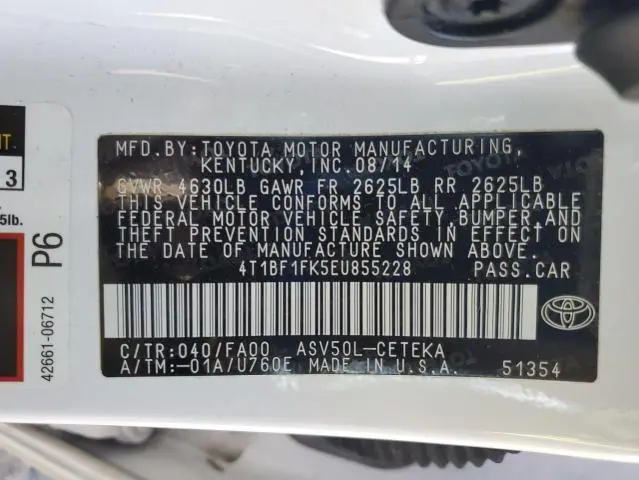 NT.
3
5lb.
P6
42661-06712
MFD.BY:TOYOTA MOTOR MANUFACTURING,
KENTUCKY,INC.08/14
GVWR 4630LB GAWR FR 2625LB RR 2625LB
THIS VEHICLE CONFORMS TO ALL APPLICABLE
FEDERAL MOTOR VEHICLE SAFETY,BUMPER AND
THEFT PREVENTION STANDARDS IN EFFECT ON
THE DATE OF MANUFACTURE SHOWN ABOVE.
4T1BF1FK5EU855228 PASS.CAR
C/TR:040/FA00 ASV50L-CETEKA
A/TM:-01A/U760E MADE IN U.S.A. 51354